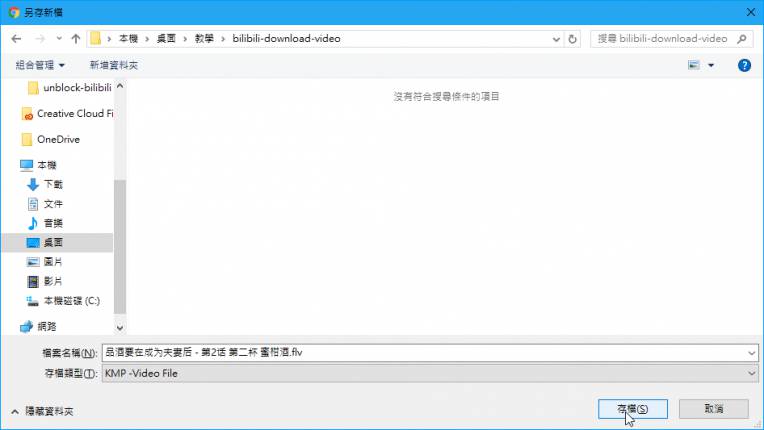 另存新檔
本機 > 桌面 > 教學 > bilibili-download-video
搜尋 bilibili-download-video
組合管理 新增資料夾
unblock-bilibili
Creative Cloud Fi
OneDrive
本機
下載
文件
音樂
桌面
圖片
影片
本機磁碟 (C:)
網路
沒有符合搜尋條件的項目
檔案名稱(N): 品酒要在成为夫妻后 - 第2话 第二杯 蜜柑酒.flv
存檔類型(T): KMP -Video File
隱藏資料夾
存檔(S) 取消